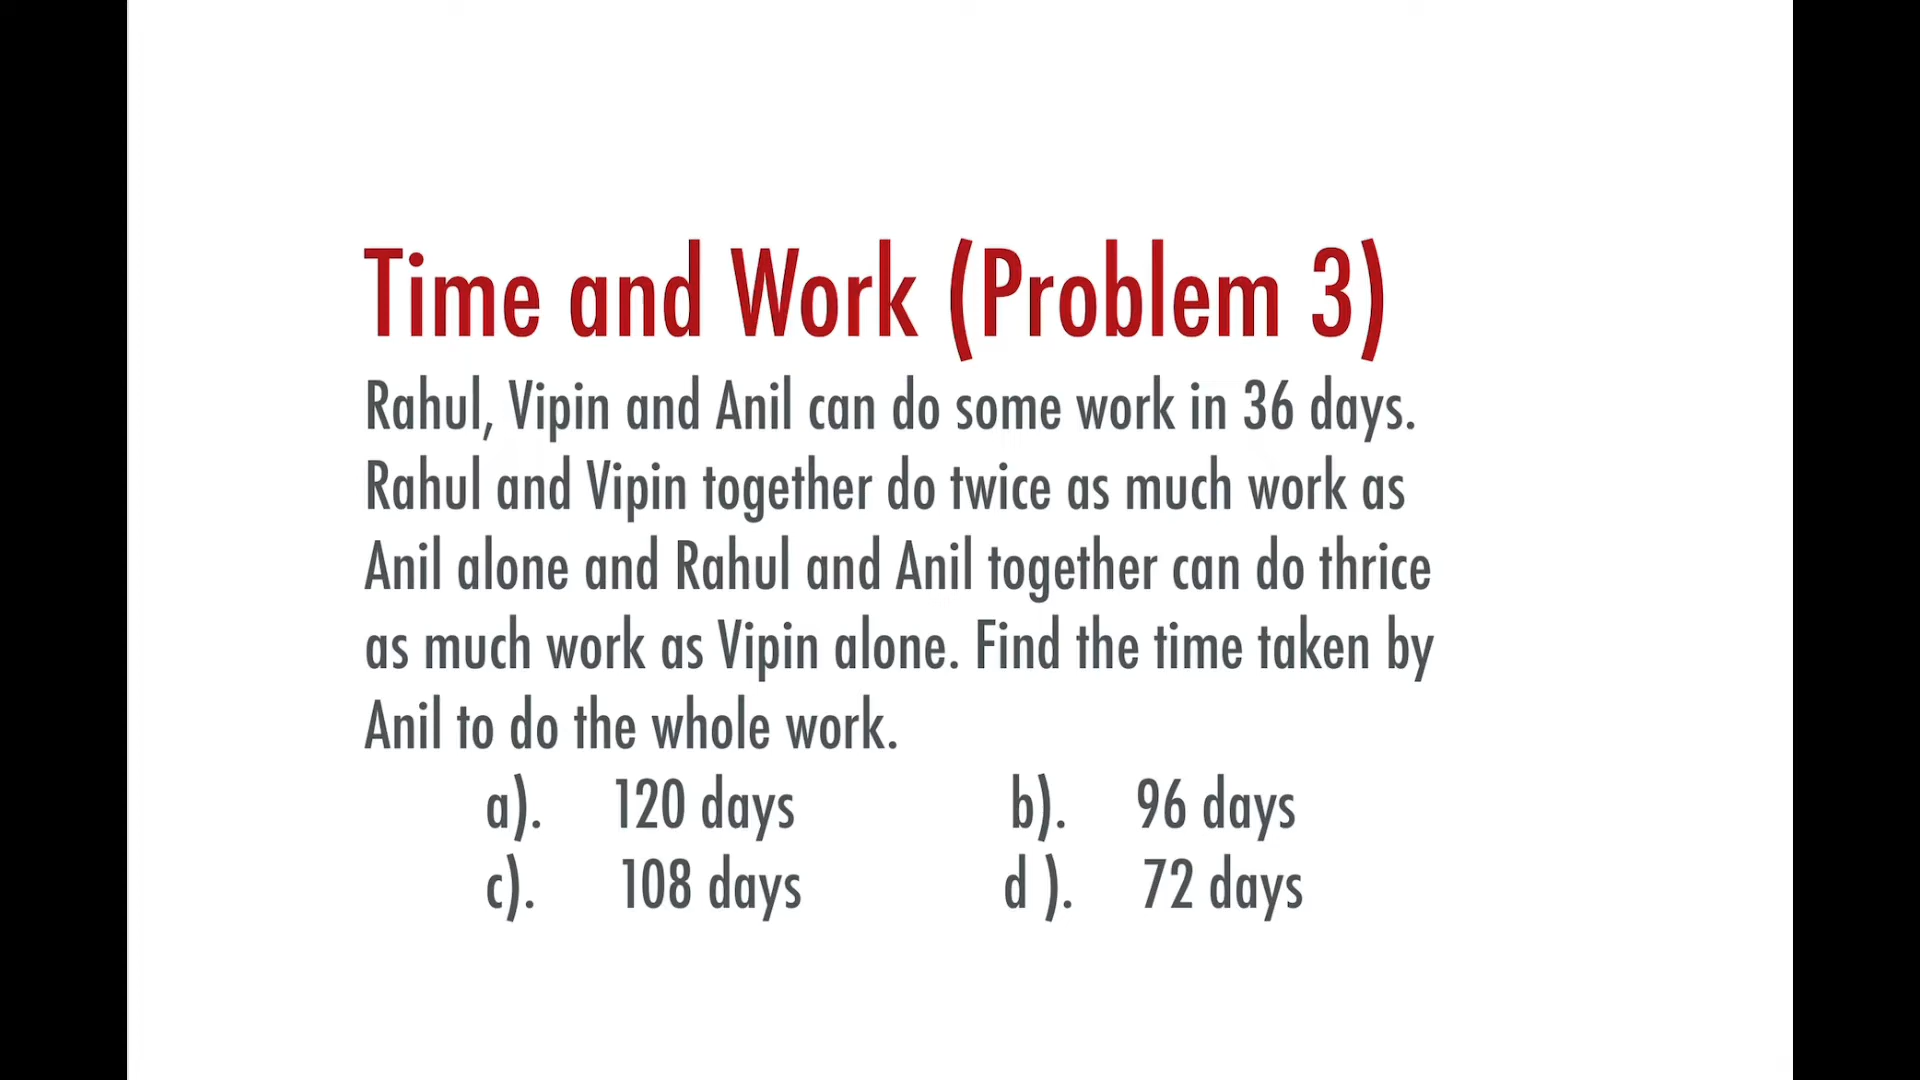 Time and Work (Problem 3)
Rahul, Vipin and Anil can do some work in 36 days.
Rahul and Vipin together do twice as much work as
Anil alone and Rahul and Anil together can do thrice
as much work as Vipin alone. Find the time taken by
Anil to do the whole work.
a). 120 days b). 96 days
c). 108 days d ). 72 days